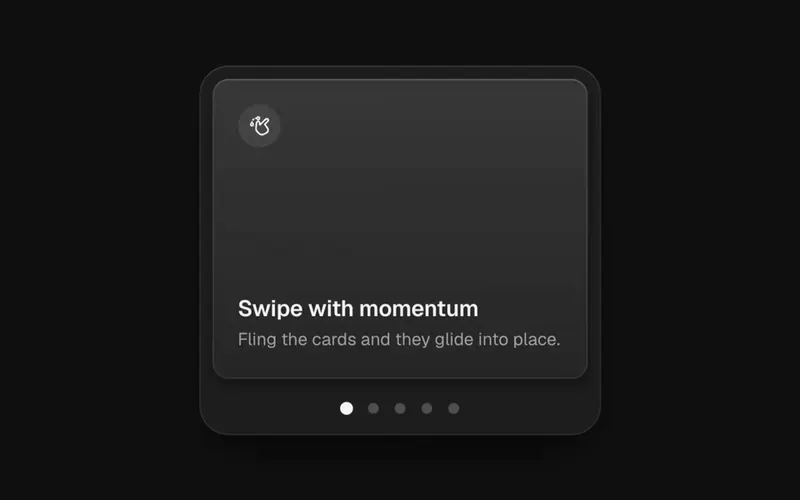 Swipe with momentum
Fling the cards and they glide into place.